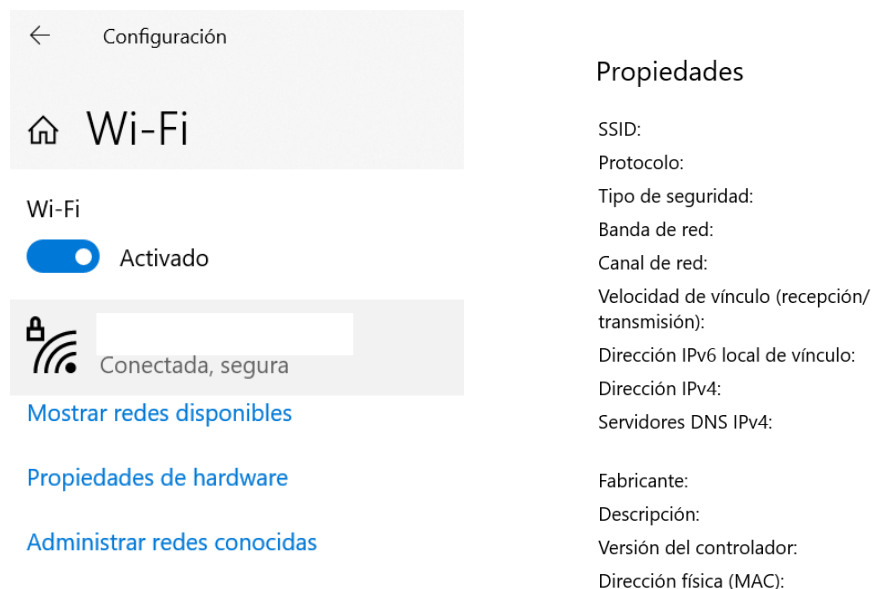 Configuración
Wi-Fi
Wi-Fi
Activado
Conectada, segura
Mostrar redes disponibles
Propiedades de hardware
Administrar redes conocidas
Propiedades
SSID:
Protocolo:
Tipo de seguridad:
Banda de red:
Canal de red:
Velocidad de vínculo (recepción/
transmisión):
Dirección IPv6 local de vínculo:
Dirección IPv4:
Servidores DNS IPv4:
Fabricante:
Descripción:
Versión del controlador:
Dirección física (MAC):